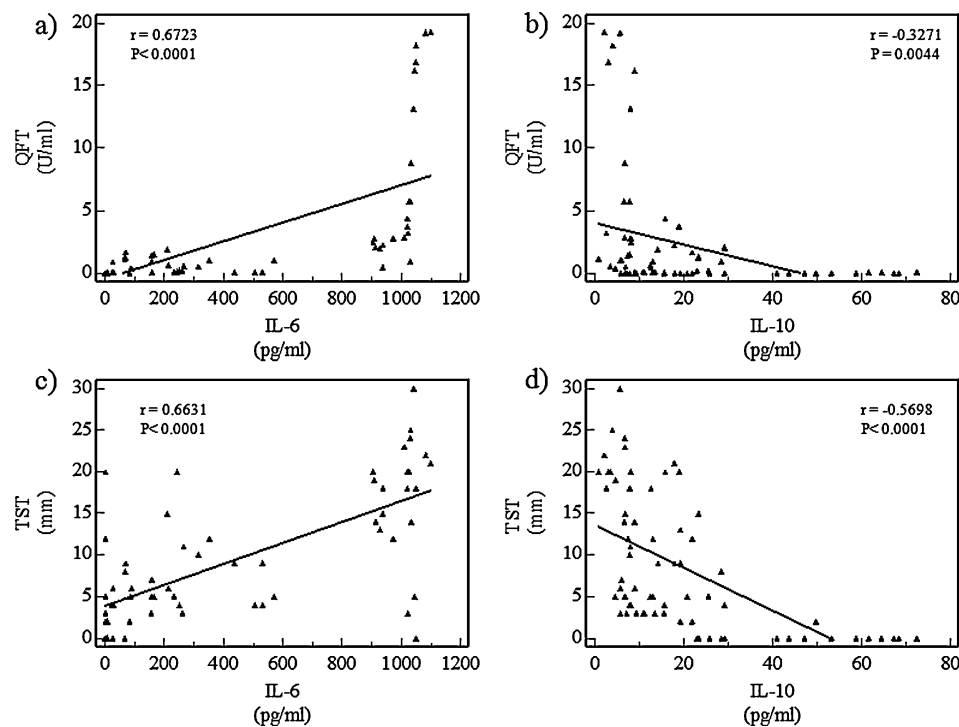 a)
r = 0.6723
P< 0.0001
QFT
(U/ml)
20
15
10
5
0
0 200 400 600 800 1000 1200
IL-6
(pg/ml)
b)
r = -0.3271
P = 0.0044
QFT
(U/ml)
20
15
10
5
0
0 20 40 60 80
IL-10
(pg/ml)
c)
r = 0.6631
P< 0.0001
TST
(mm)
30
25
20
15
10
5
0
0 200 400 600 800 1000 1200
IL-6
(pg/ml)
d)
r = -0.5698
P< 0.0001
TST
(mm)
30
25
20
15
10
5
0
0 20 40 60 80
IL-10
(pg/ml)